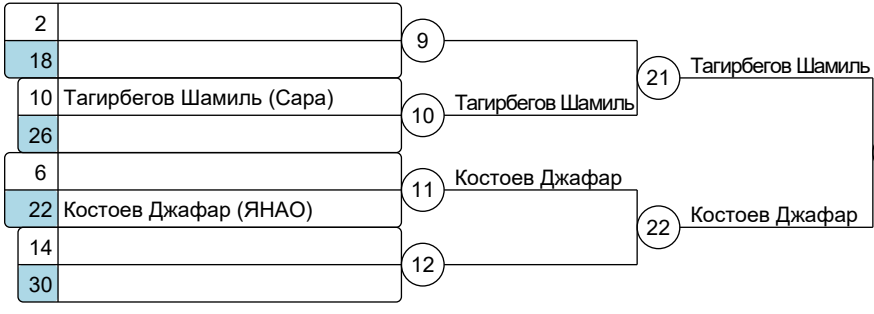 2
9
18
21 Тагирбегов Шамиль
10 Тагирбегов Шамиль (Сара)
10 Тагирбегов Шамиль
26
6
11 Костоев Джафар
22 Костоев Джафар (ЯНАО)
22 Костоев Джафар
14
12
30